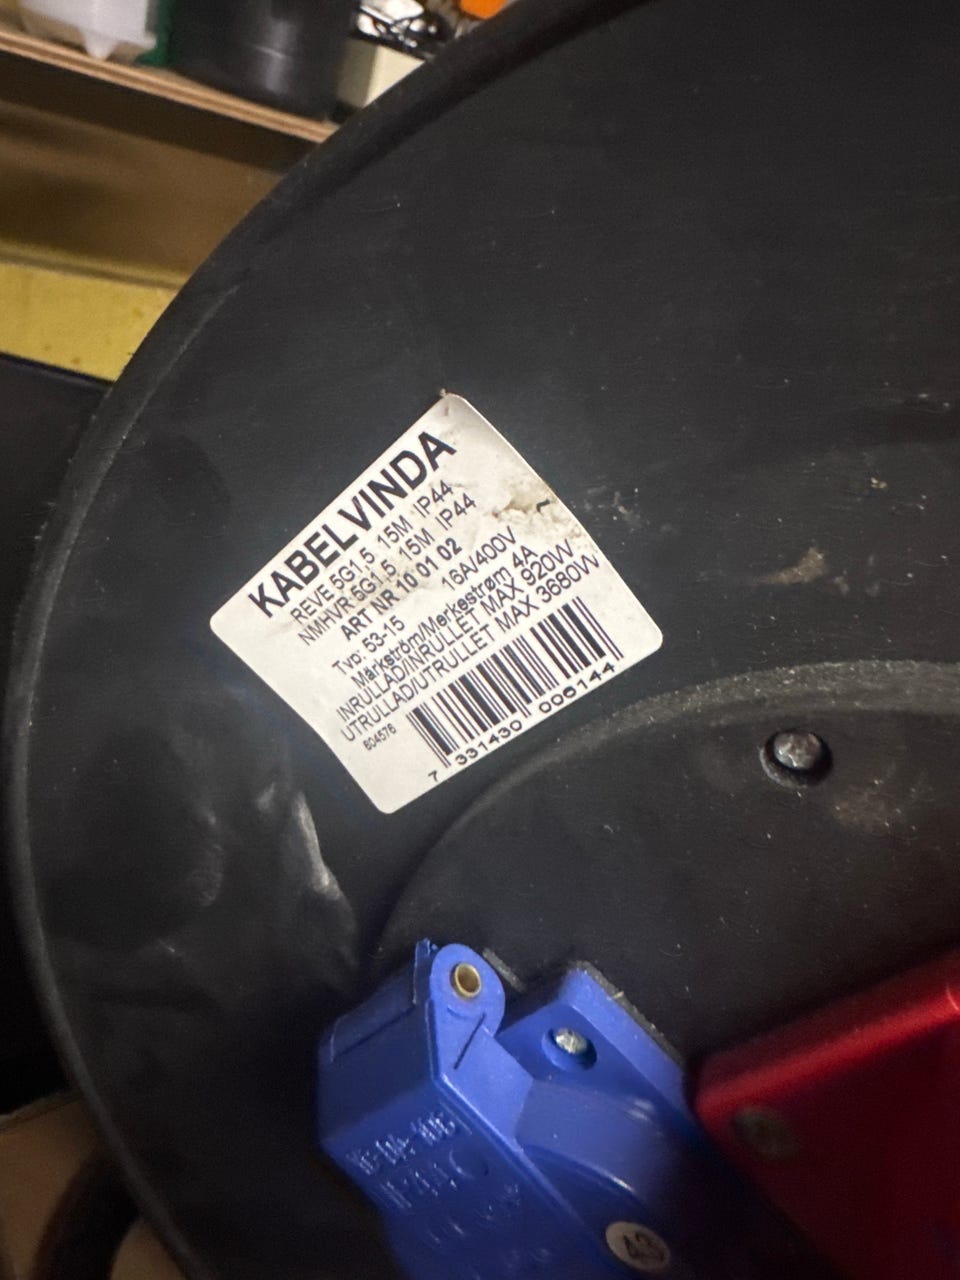 KABELVINDA
REVE 5G1,5 15M IP44
NMHVR 5G1,5 15M IP44
ART NR 10 01 02
Typ: 53-15 16A/400V ~
Märkström/Merkestrøm 4A
INRULLAD/INRULLET MAX 920W
UTRULLAD/UTRULLET MAX 3680W
604576
7 331430 006144
IP44